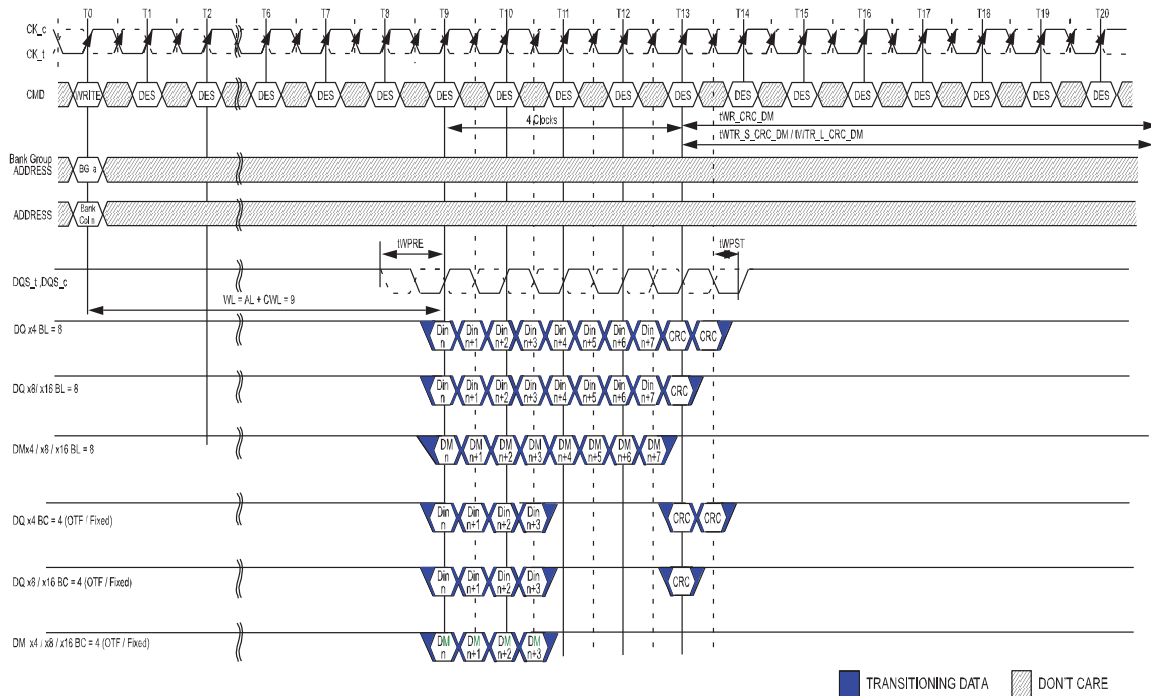 T0 T1 T2 T6 T7 T8 T9 T10 T11 T12 T13 T14 T15 T16 T17 T18 T19 T20
CK_c
CK_t
CMD WRITE DES DES DES DES DES DES DES DES DES DES DES DES DES DES DES DES DES
4 Clocks
tWR_CRC_DM
tWTR_S_CRC_DM / tWTR_L_CRC_DM
Bank Group
ADDRESS
BG a
ADDRESS
Bank
Col n
tWPRE
tWPST
DQS_t ,DQS_c
WL = AL + CWL = 9
DQ x4 BL = 8
Din n Din n+1 Din n+2 Din n+3 Din n+4 Din n+5 Din n+6 Din n+7 CRC CRC
DQ x8/ x16 BL = 8
Din n Din n+1 Din n+2 Din n+3 Din n+4 Din n+5 Din n+6 Din n+7 CRC
DMx4 / x8 / x16 BL = 8
DM n DM n+1 DM n+2 DM n+3 DM n+4 DM n+5 DM n+6 DM n+7
DQ x4 BC = 4 (OTF / Fixed)
Din n Din n+1 Din n+2 Din n+3 CRC CRC
DQ x8 / x16 BC = 4 (OTF / Fixed)
Din n Din n+1 Din n+2 Din n+3 CRC
DM x4 / x8 / x16 BC = 4 (OTF / Fixed)
DM n DM n+1 DM n+2 DM n+3
TRANSITIONING DATA
DON'T CARE